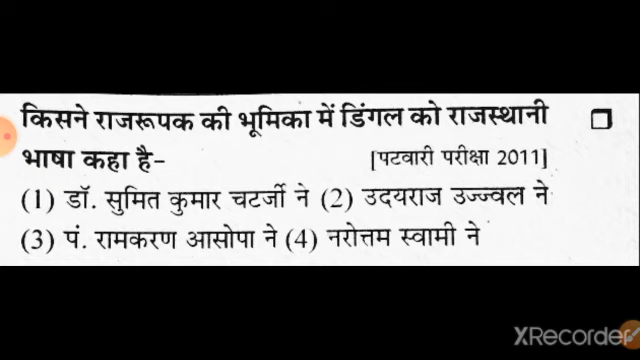 किसने राजरूपक की भूमिका में डिंगल को राजस्थानी
भाषा कहा है- [पटवारी परीक्षा 2011]
(1) डॉ. सुमित कुमार चटर्जी ने (2) उदयराज उज्ज्वल ने
(3) पं. रामकरण आसोपा ने (4) नरोत्तम स्वामी ने
XRecorder